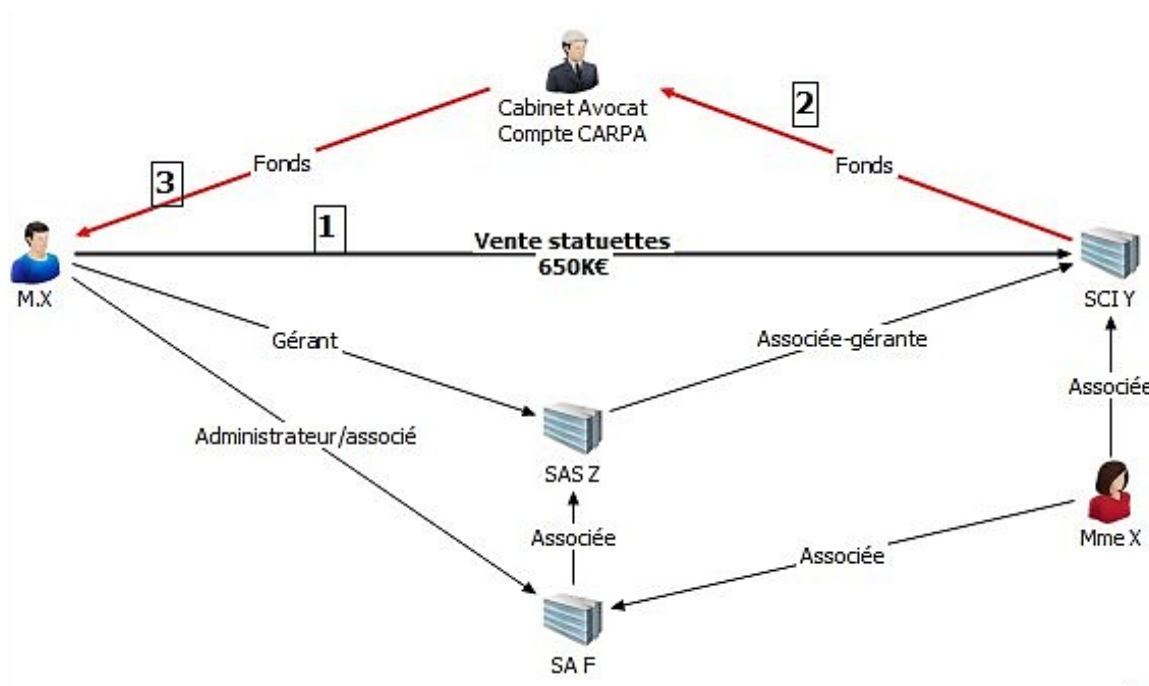 Cabinet Avocat
Compte CARPA
2
Fonds
Fonds
3
1
Vente statuettes
650K€
M.X
SCI Y
Gérant
Associée-gérante
Associée
Administrateur/associé
SAS Z
Associée
Mme X
Associée
SA F